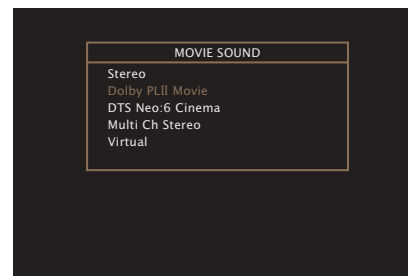 MOVIE SOUND
Stereo
Dolby PLII Movie
DTS Neo:6 Cinema
Multi Ch Stereo
Virtual